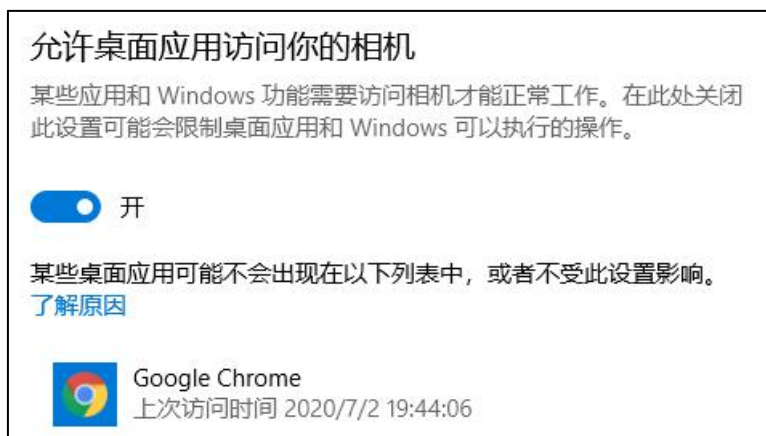 允许桌面应用访问你的相机
某些应用和 Windows 功能需要访问相机才能正常工作。在此处关闭
此设置可能会限制桌面应用和 Windows 可以执行的操作。
开
某些桌面应用可能不会出现在以下列表中，或者不受此设置影响。
了解原因
Google Chrome
上次访问时间 2020/7/2 19:44:06